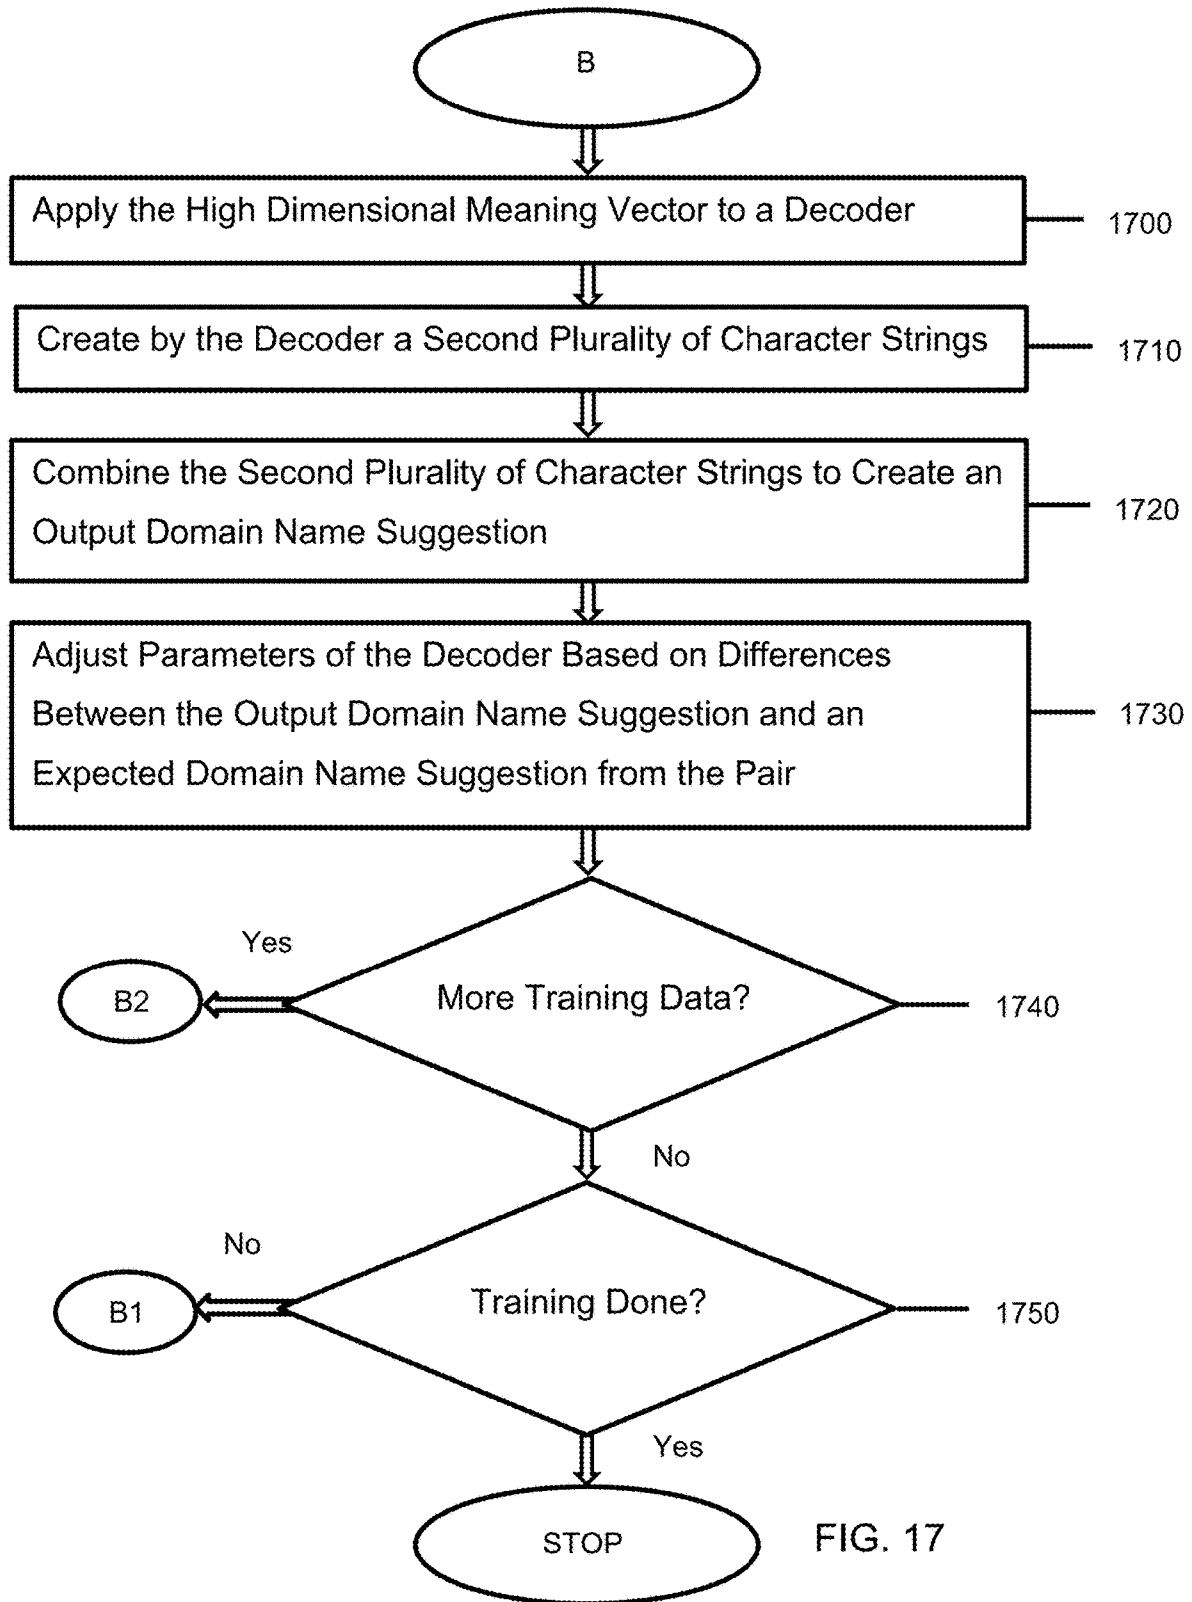 B
Apply the High Dimensional Meaning Vector to a Decoder
1700
Create by the Decoder a Second Plurality of Character Strings
1710
Combine the Second Plurality of Character Strings to Create an
Output Domain Name Suggestion
1720
Adjust Parameters of the Decoder Based on Differences
Between the Output Domain Name Suggestion and an
Expected Domain Name Suggestion from the Pair
1730
Yes
B2
More Training Data?
1740
No
No
B1
Training Done?
1750
Yes
STOP
FIG. 17